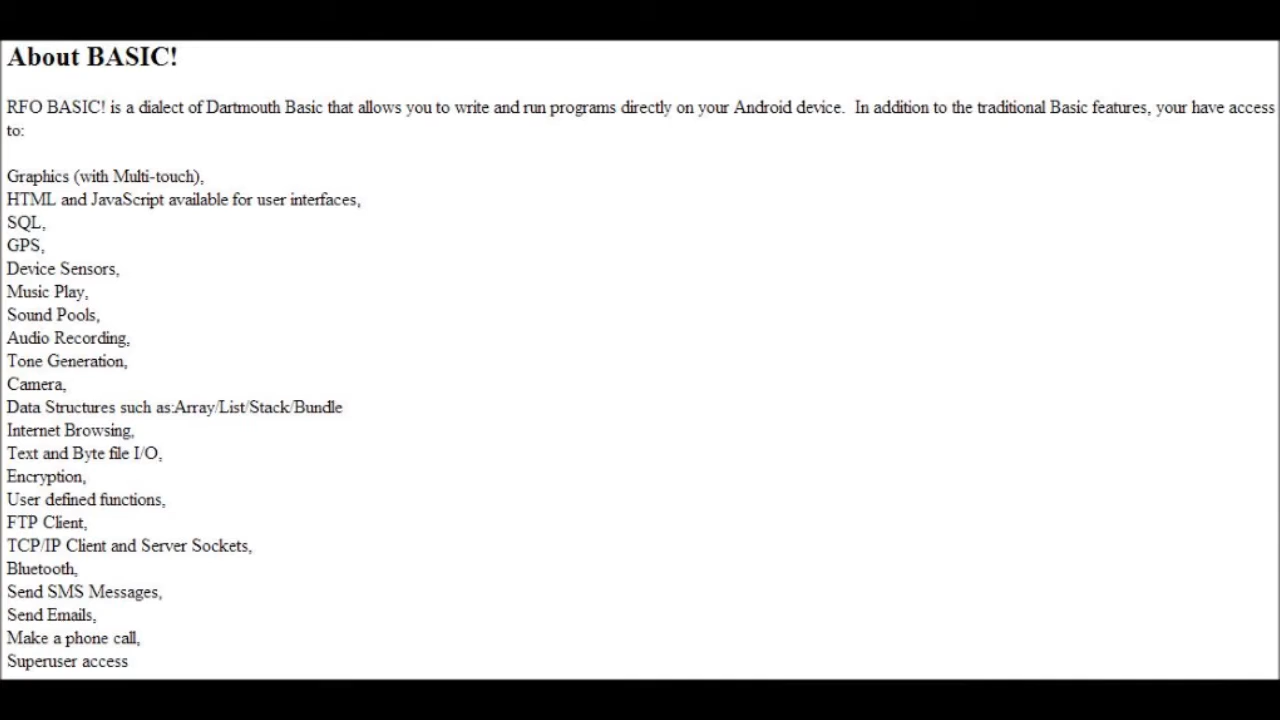 About BASIC!
RFO BASIC! is a dialect of Dartmouth Basic that allows you to write and run programs directly on your Android device.  In addition to the traditional Basic features, your have access
to:
Graphics (with Multi-touch),
HTML and JavaScript available for user interfaces,
SQL,
GPS,
Device Sensors,
Music Play,
Sound Pools,
Audio Recording,
Tone Generation,
Camera,
Data Structures such as:Array/List/Stack/Bundle
Internet Browsing,
Text and Byte file I/O,
Encryption,
User defined functions,
FTP Client,
TCP/IP Client and Server Sockets,
Bluetooth,
Send SMS Messages,
Send Emails,
Make a phone call,
Superuser access